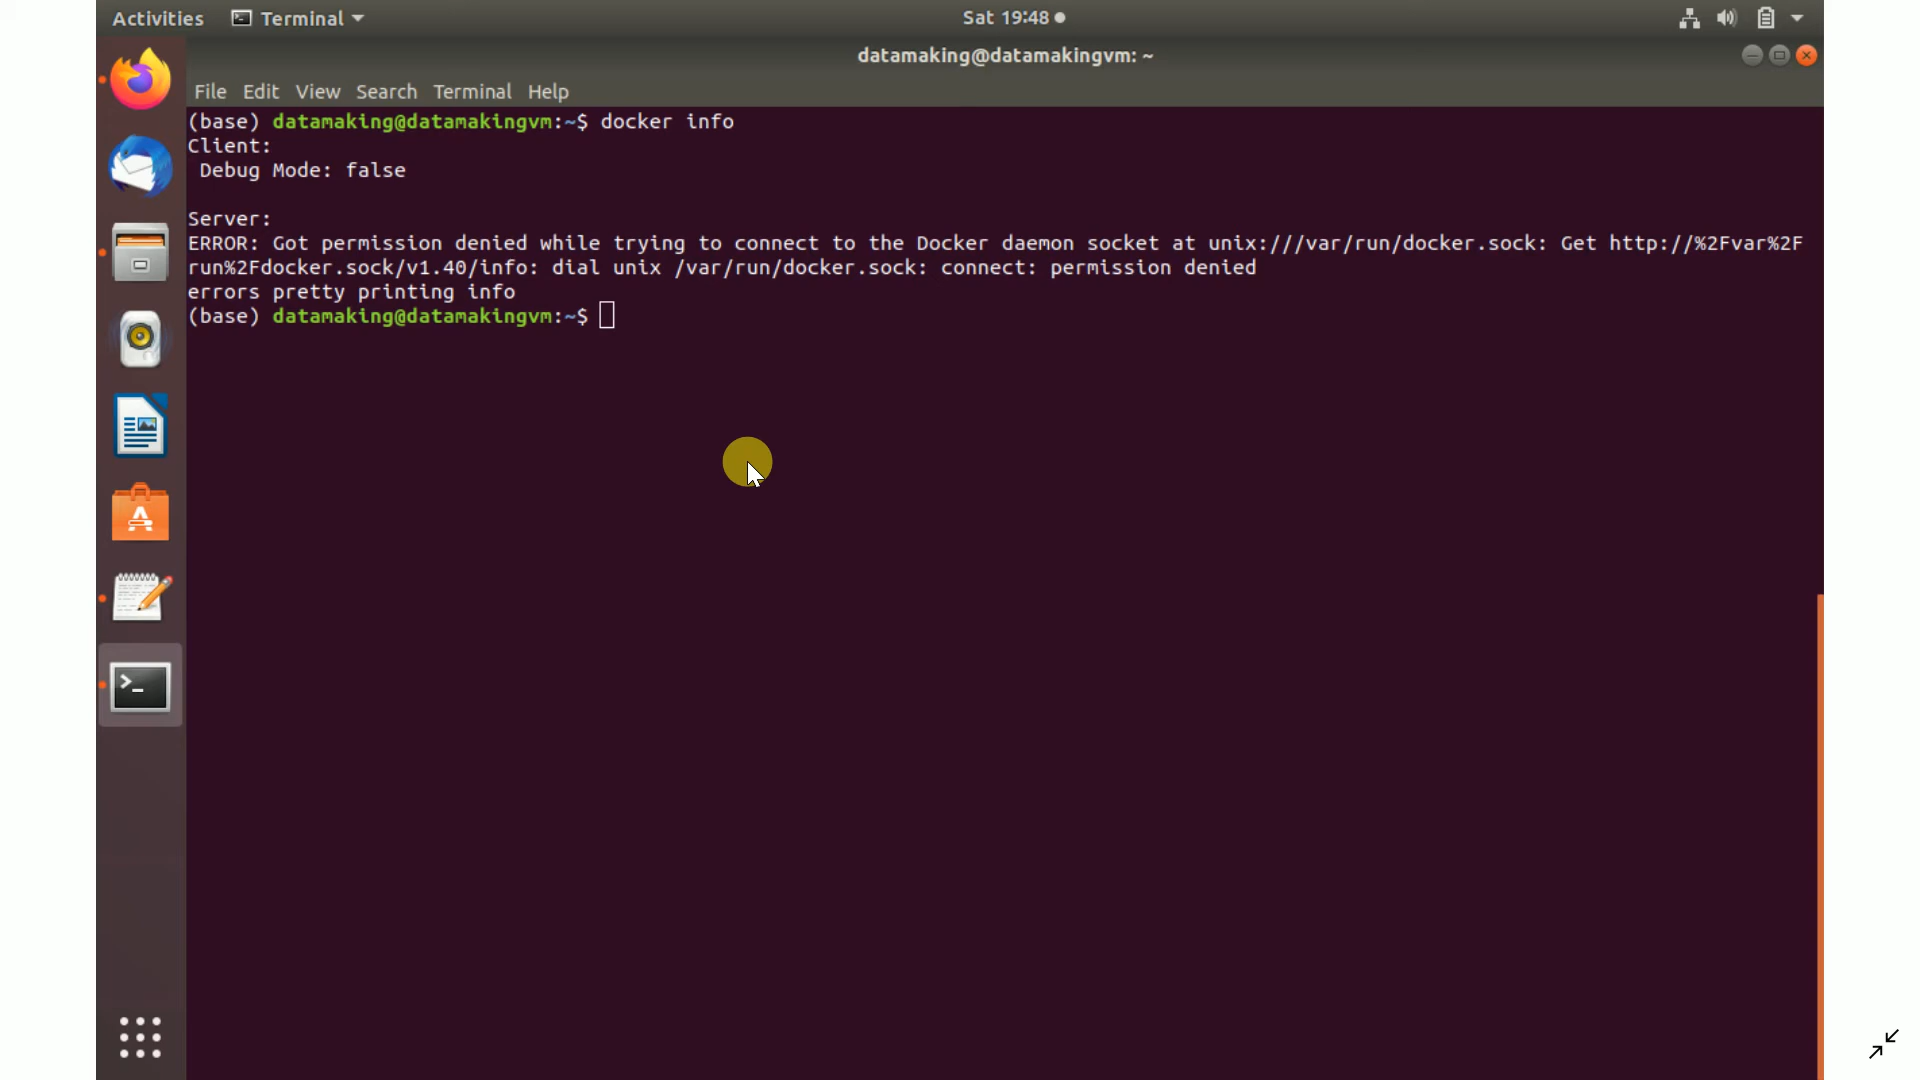 Activities Terminal Sat 19:48
datamaking@datamakingvm: ~
File Edit View Search Terminal Help
(base) datamaking@datamakingvm:~$ docker info
Client:
 Debug Mode: false
Server:
ERROR: Got permission denied while trying to connect to the Docker daemon socket at unix:///var/run/docker.sock: Get http://%2Fvar%2F
run%2Fdocker.sock/v1.40/info: dial unix /var/run/docker.sock: connect: permission denied
errors pretty printing info
(base) datamaking@datamakingvm:~$